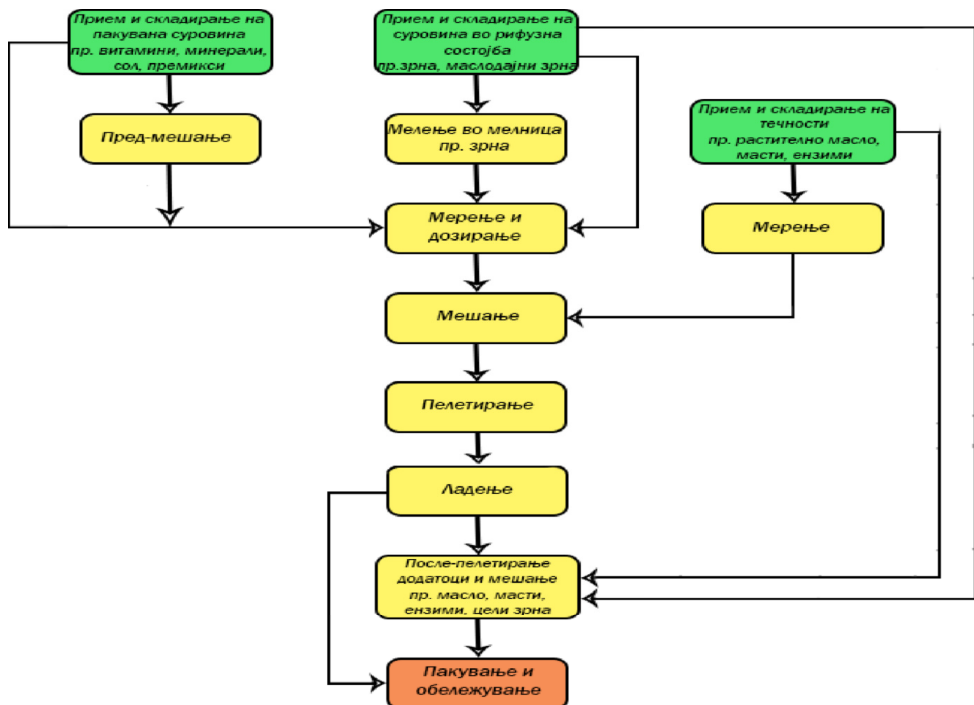 Прием и складирање на
пакувана суровина
пр. витамини, минерали,
сол, премикси
Прием и складирање на
суровина во рифузна
состојба
пр.зрна, маслодајни зрна
Пред-мешање
Мелење во мелница
пр. зрна
Прием и складирање на
течности
пр. растително масло,
масти, ензими
Мерење и
дозирање
Мерење
Мешање
Пелетирање
Ладење
После-пелетирање
додатоци и мешање
пр. масло, масти,
ензими, цели зрна
Пакување и
обележување